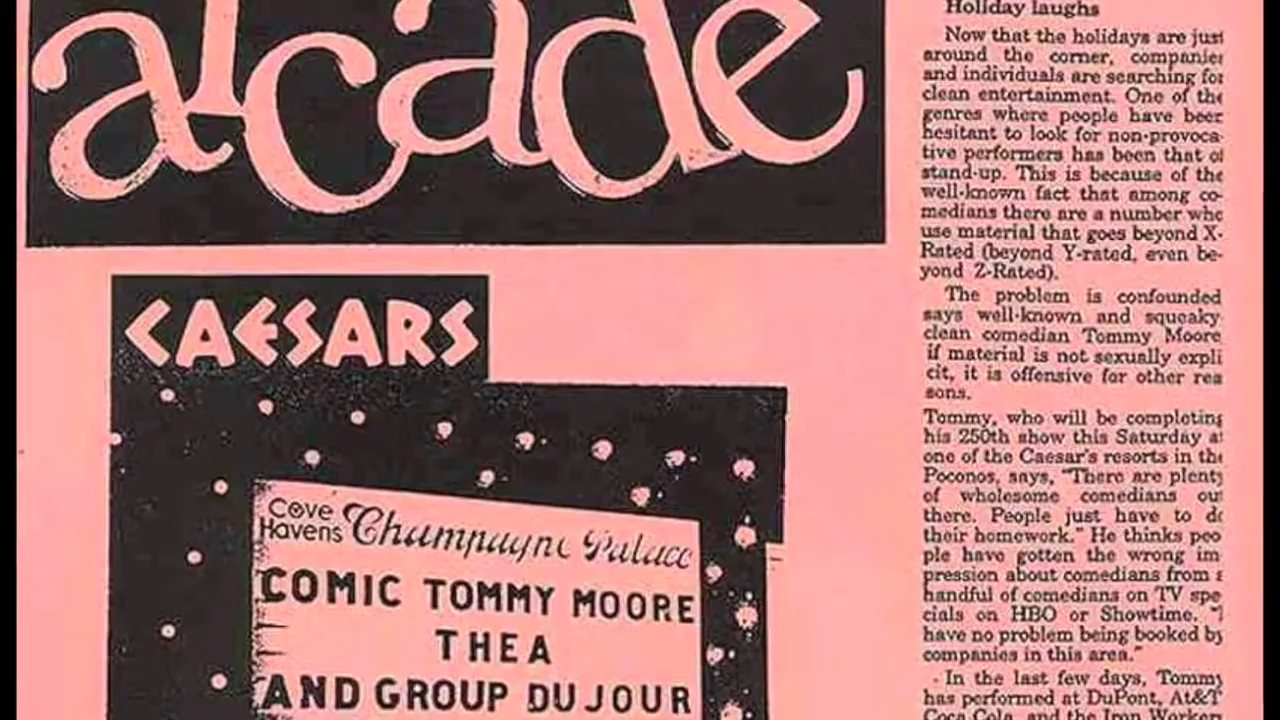 alcade
CAESARS
Cove
Havens Champagne Palace
COMIC TOMMY MOORE
THEA
AND GROUP DU JOUR
Holiday laughs
Now that the holidays are just
around the corner, companies
and individuals are searching for
clean entertainment. One of the
genres where people have been
hesitant to look for non-provoca-
tive performers has been that of
stand-up. This is because of the
well-known fact that among co-
medians there are a number who
use material that goes beyond X-
Rated (beyond Y-rated, even be-
yond Z-Rated).
The problem is confounded
says well-known and squeaky
clean comedian Tommy Moore
if material is not sexually expli
cit, it is offensive for other rea
sons.
Tommy, who will be completing
his 250th show this Saturday at
one of the Caesar's resorts in the
Poconos, says, "There are plenty
of wholesome comedians out
there. People just have to do
their homework." He thinks peo
ple have gotten the wrong im
pression about comedians from a
handful of comedians on TV spe
cials on HBO or Showtime. "I
have no problem being booked by
companies in this area."
In the last few days, Tommy
has performed at DuPont, At&T
Coca Cola, and the Iron Worker